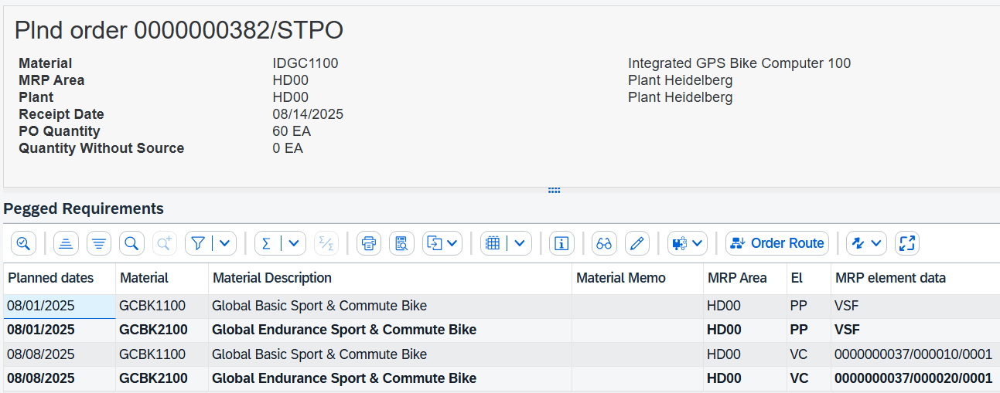 Plnd order 0000000382/STPO
Material IDGC1100 Integrated GPS Bike Computer 100
MRP Area HD00 Plant Heidelberg
Plant HD00 Plant Heidelberg
Receipt Date 08/14/2025
PO Quantity 60 EA
Quantity Without Source 0 EA
Pegged Requirements
Order Route
Planned dates Material Material Description Material Memo MRP Area El MRP element data
08/01/2025 GCBK1100 Global Basic Sport & Commute Bike HD00 PP VSF
08/01/2025 GCBK2100 Global Endurance Sport & Commute Bike HD00 PP VSF
08/08/2025 GCBK1100 Global Basic Sport & Commute Bike HD00 VC 0000000037/000010/0001
08/08/2025 GCBK2100 Global Endurance Sport & Commute Bike HD00 VC 0000000037/000020/0001